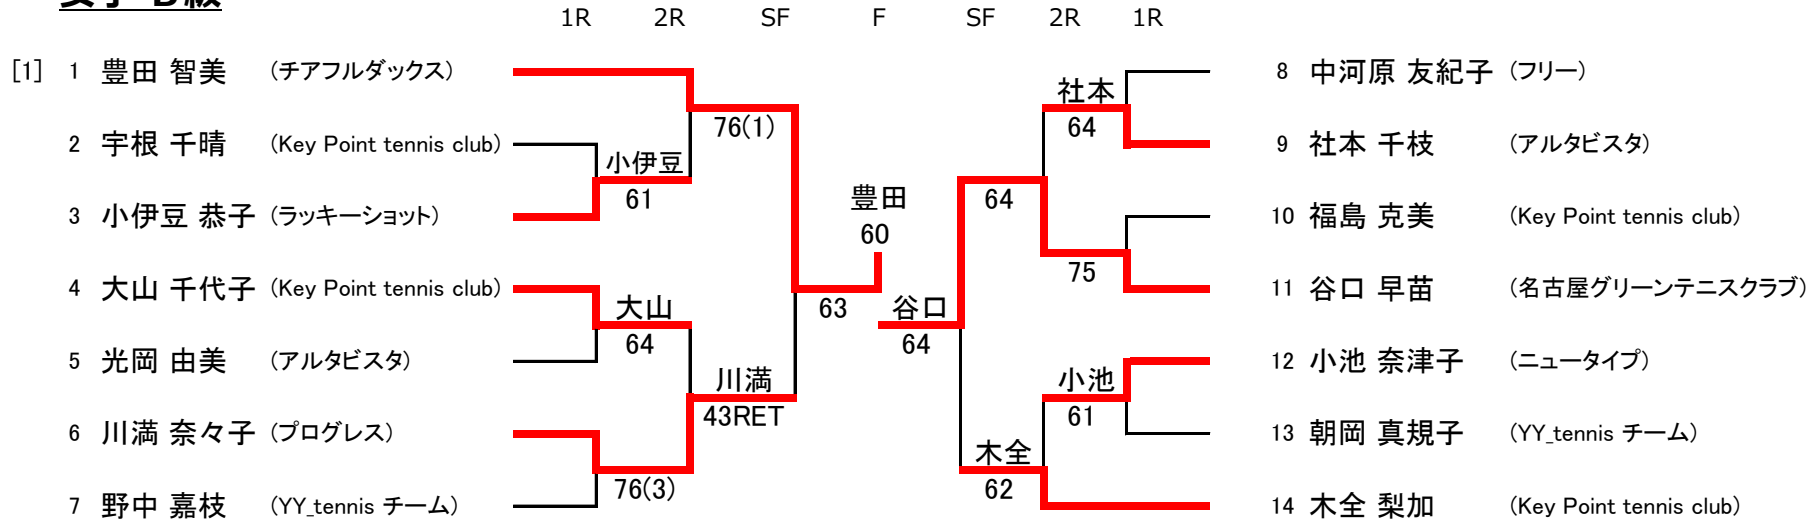 1R 2R SF F SF 2R 1R
[1] 1 豊田 智美 (チアフルダックス)
2 宇根 千晴 (Key Point tennis club)
3 小伊豆 恭子 (ラッキーショット)
4 大山 千代子 (Key Point tennis club)
5 光岡 由美 (アルタビスタ)
6 川満 奈々子 (プログレス)
7 野中 嘉枝 (YY_tennis チーム)
小伊豆
61
大山
64
76(3)
76(1)
川満
43RET
63
豊田
60
谷口
64
64
木全
62
社本
64
75
小池
61
8 中河原 友紀子 (フリー)
9 社本 千枝 (アルタビスタ)
10 福島 克美 (Key Point tennis club)
11 谷口 早苗 (名古屋グリーンテニスクラブ)
12 小池 奈津子 (ニュータイプ)
13 朝岡 真規子 (YY_tennis チーム)
14 木全 梨加 (Key Point tennis club)